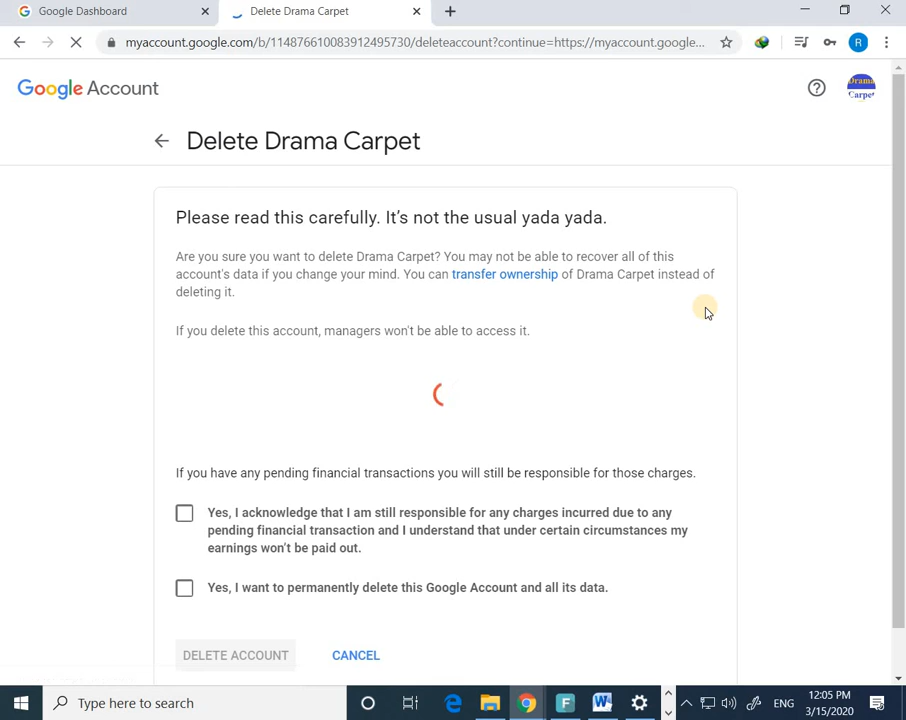 Google Dashboard
Delete Drama Carpet
myaccount.google.com/b/114876610083912495730/deleteaccount?continue=https://myaccount.google...
R
Google Account
Drama
Carpet
Delete Drama Carpet
Please read this carefully. It's not the usual yada yada.
Are you sure you want to delete Drama Carpet? You may not be able to recover all of this
account's data if you change your mind. You can transfer ownership of Drama Carpet instead of
deleting it.
If you delete this account, managers won't be able to access it.
If you have any pending financial transactions you will still be responsible for those charges.
Yes, I acknowledge that I am still responsible for any charges incurred due to any
pending financial transaction and I understand that under certain circumstances my
earnings won't be paid out.
Yes, I want to permanently delete this Google Account and all its data.
DELETE ACCOUNT CANCEL
Type here to search
ENG
12:05 PM
3/15/2020